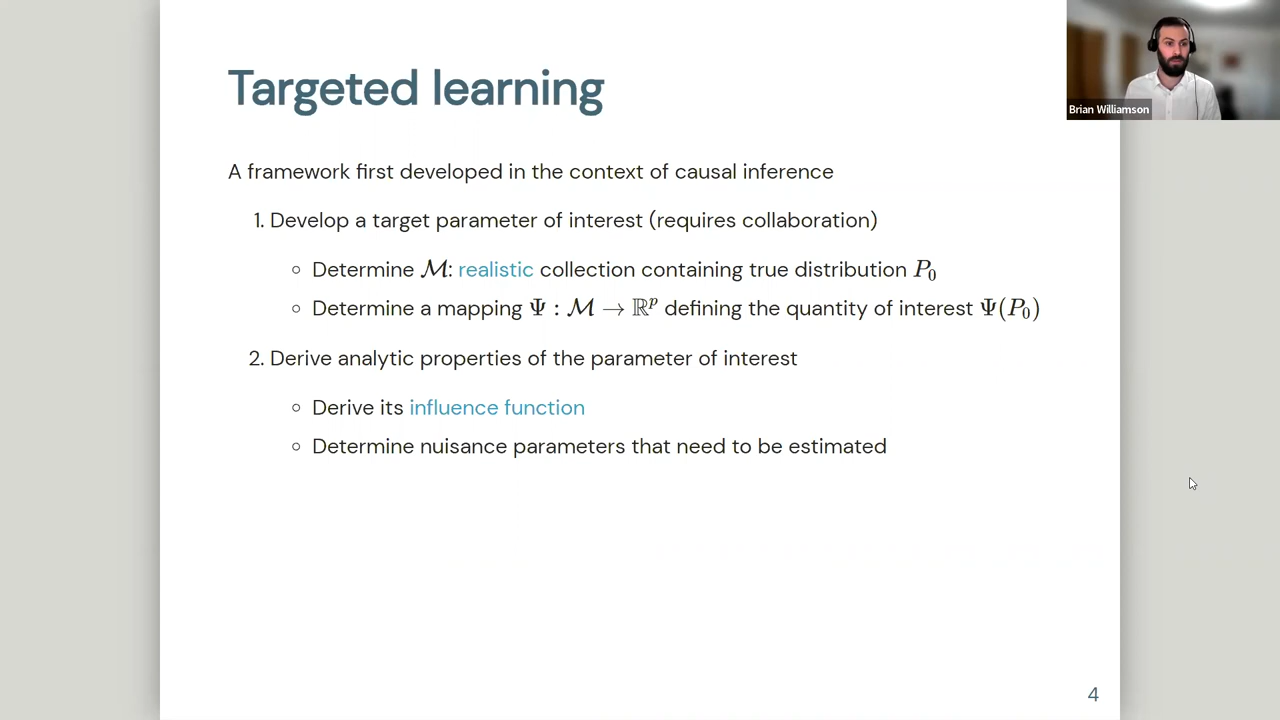 Targeted learning
Brian Williamson
A framework first developed in the context of causal inference
1. Develop a target parameter of interest (requires collaboration)
○ Determine ℳ: realistic collection containing true distribution P₀
○ Determine a mapping Ψ : ℳ → ℝᵖ defining the quantity of interest Ψ(P₀)
2. Derive analytic properties of the parameter of interest
○ Derive its influence function
○ Determine nuisance parameters that need to be estimated
4